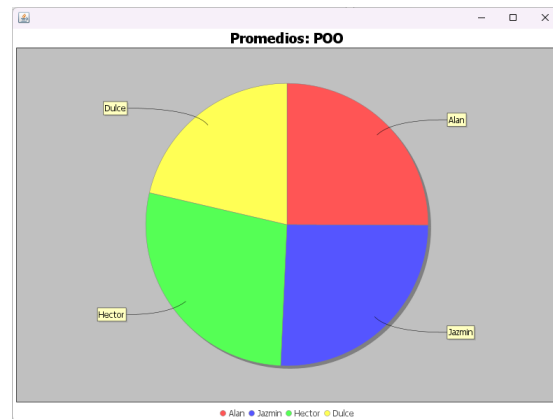 Promedios: POO
Dulce
Alan
Hector
Jazmin
Alan Jazmin Hector Dulce